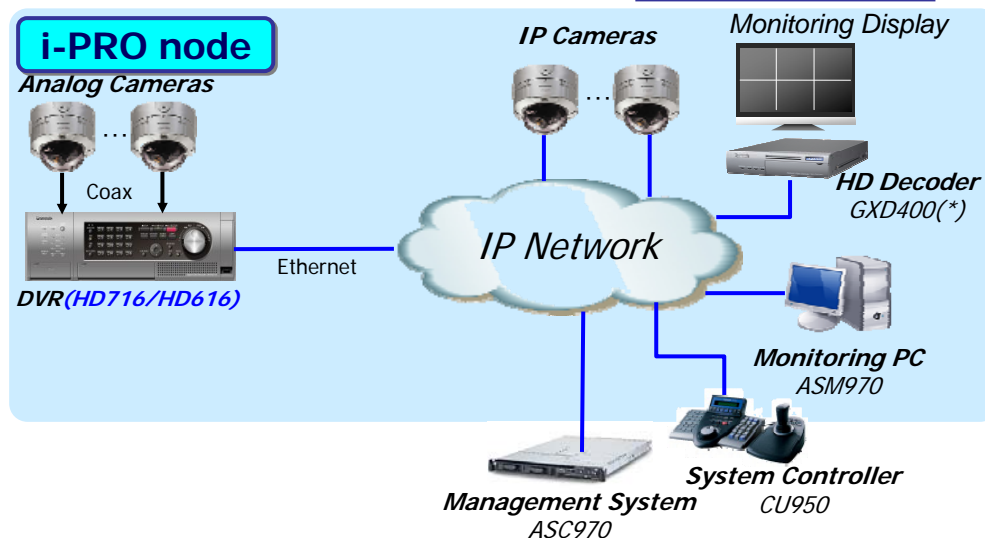 i-PRO node
Analog Cameras
...
Coax
DVR(HD716/HD616)
Ethernet
IP Cameras
...
IP Network
Monitoring Display
HD Decoder
GXD400(*)
Monitoring PC
ASM970
System Controller
CU950
Management System
ASC970